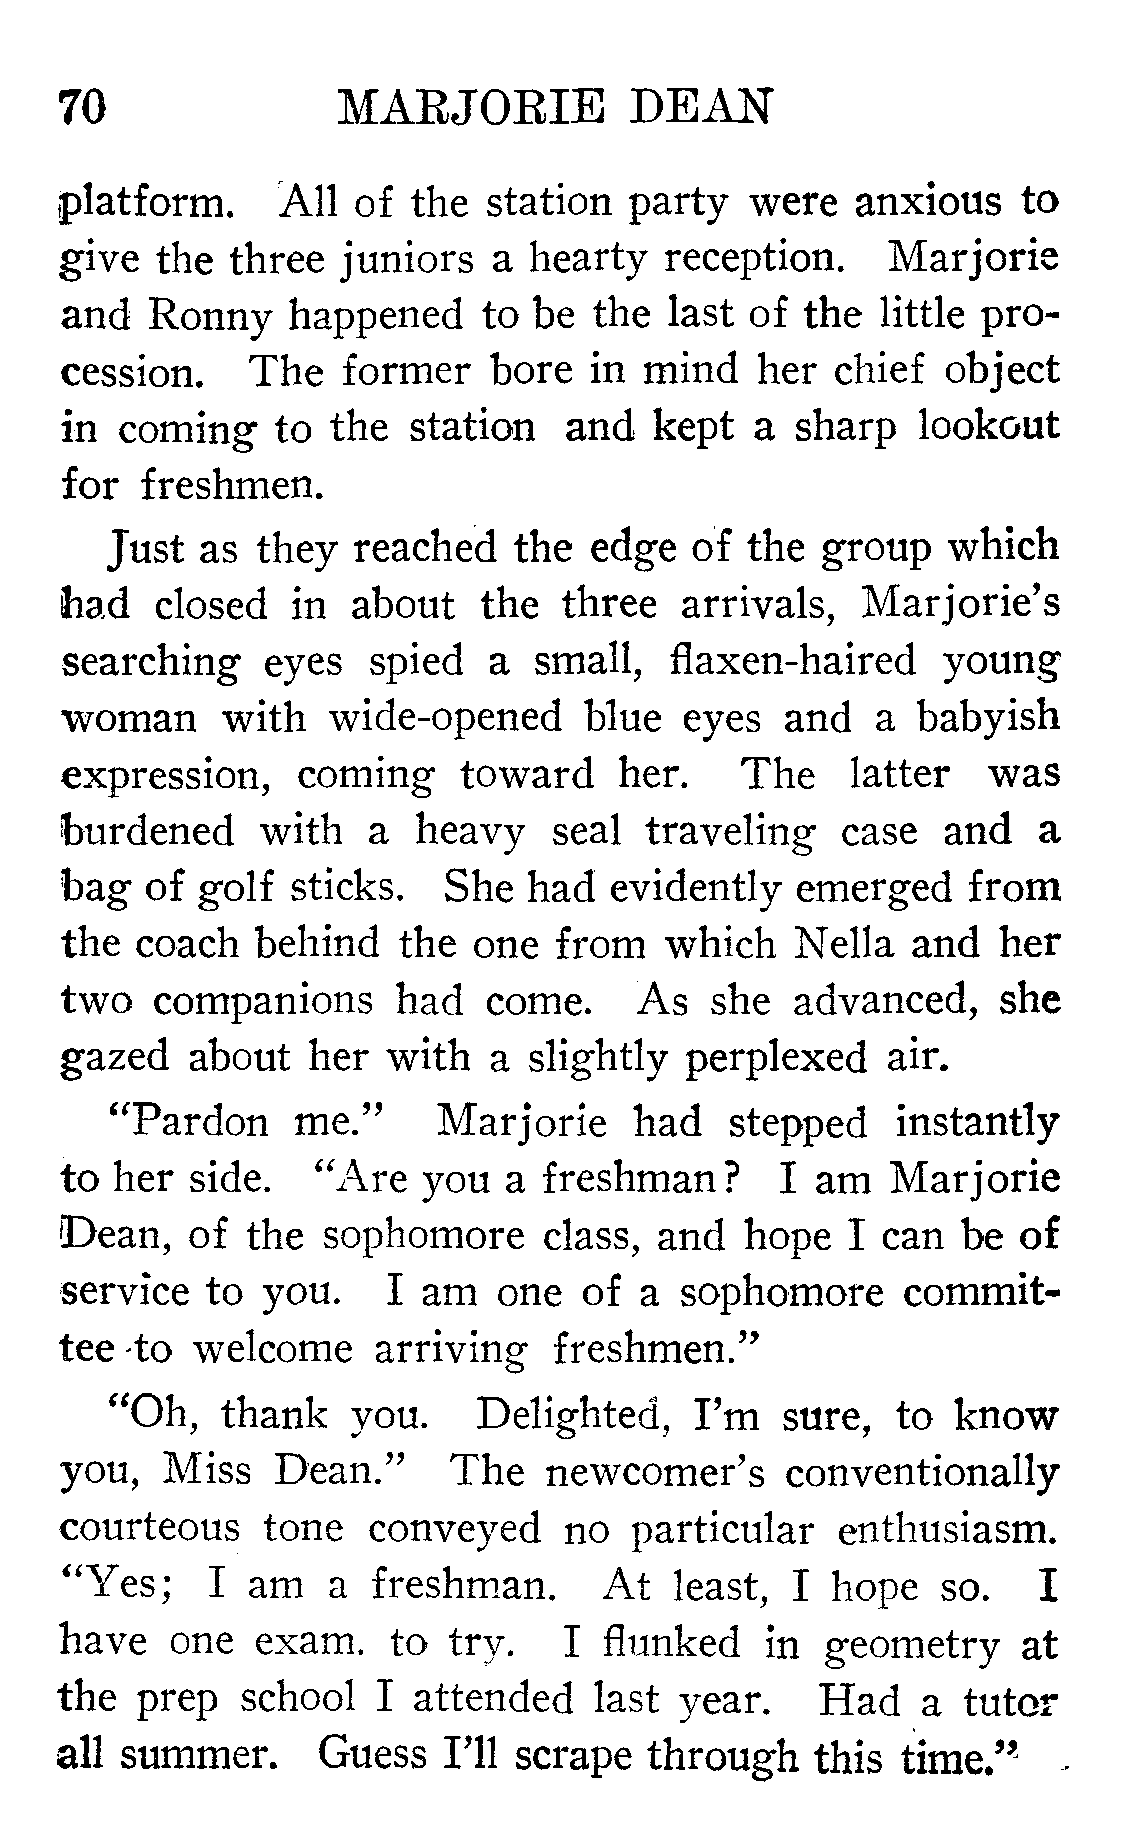 70 MARJORIE DEAN
platform. All of the station party were anxious to
give the three juniors a hearty reception. Marjorie
and Ronny happened to be the last of the little pro-
cession. The former bore in mind her chief object
in coming to the station and kept a sharp lookout
for freshmen.
Just as they reached the edge of the group which
had closed in about the three arrivals, Marjorie's
searching eyes spied a small, flaxen-haired young
woman with wide-opened blue eyes and a babyish
expression, coming toward her. The latter was
burdened with a heavy seal traveling case and a
bag of golf sticks. She had evidently emerged from
the coach behind the one from which Nella and her
two companions had come. As she advanced, she
gazed about her with a slightly perplexed air.
“Pardon me.” Marjorie had stepped instantly
to her side. “Are you a freshman? I am Marjorie
Dean, of the sophomore class, and hope I can be of
service to you. I am one of a sophomore commit-
tee to welcome arriving freshmen.”
“Oh, thank you. Delighted, I'm sure, to know
you, Miss Dean.” The newcomer's conventionally
courteous tone conveyed no particular enthusiasm.
“Yes; I am a freshman. At least, I hope so. I
have one exam. to try. I flunked in geometry at
the prep school I attended last year. Had a tutor
all summer. Guess I'll scrape through this time.”